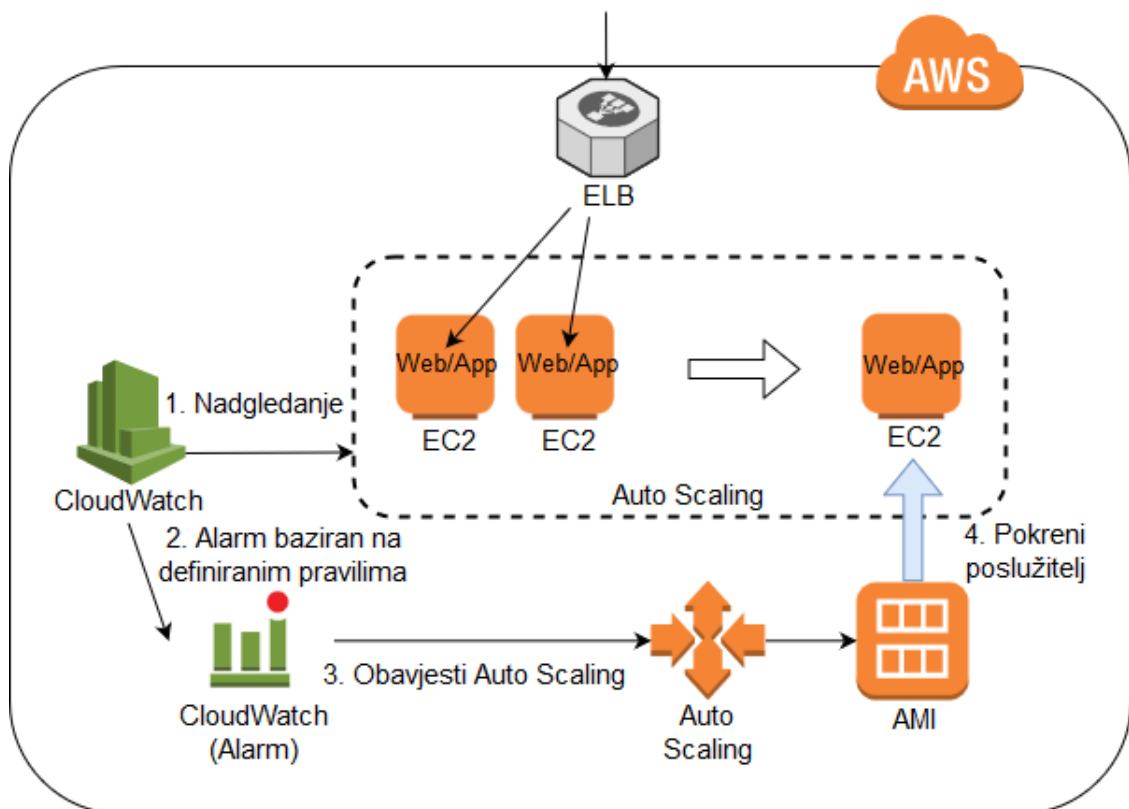 AWS
ELB
Web/App
Web/App
Web/App
EC2
EC2
EC2
1. Nadgledanje
CloudWatch
Auto Scaling
2. Alarm baziran na
definiranim pravilima
4. Pokreni
poslužitelj
3. Obavjesti Auto Scaling
CloudWatch
(Alarm)
Auto
Scaling
AMI